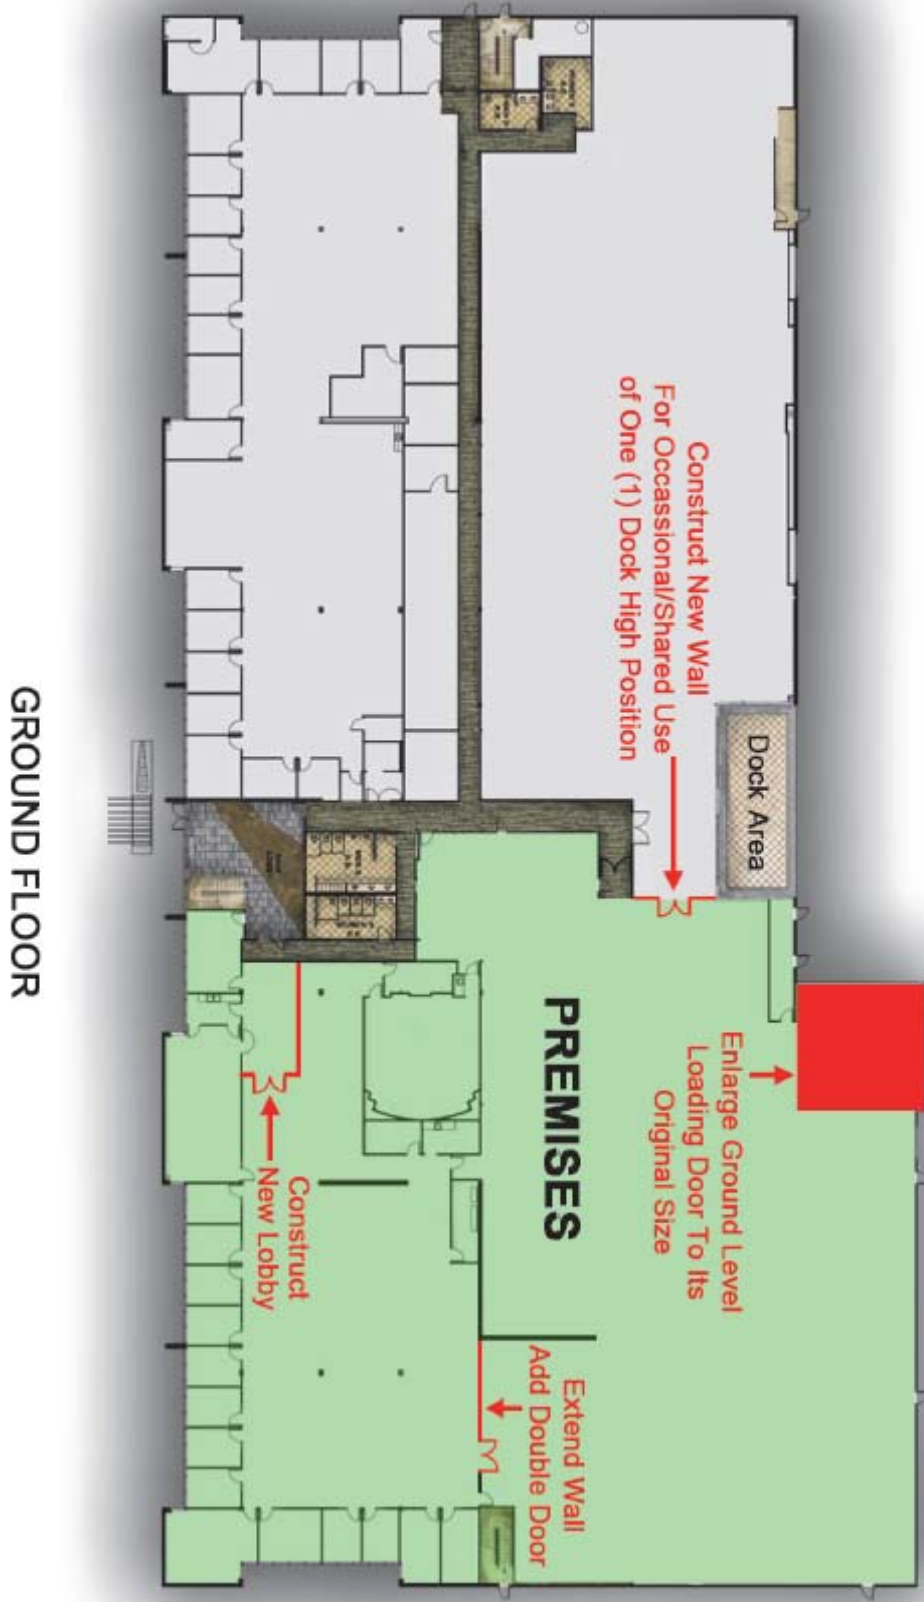 Construct New Wall
For Occassional/Shared Use
of One (1) Dock High Position
Dock Area
PREMISES
Enlarge Ground Level
Loading Door To Its
Original Size
Construct
New Lobby
Extend Wall
Add Double Door
GROUND FLOOR